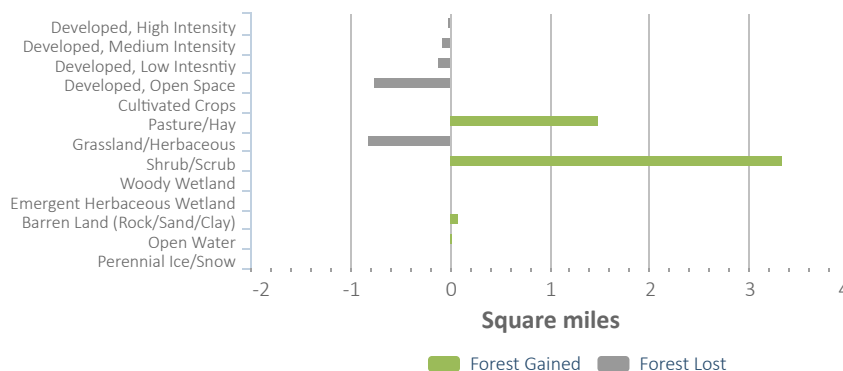 Developed, High Intensity
Developed, Medium Intensity
Developed, Low Intesntiy
Developed, Open Space
Cultivated Crops
Pasture/Hay
Grassland/Herbaceous
Shrub/Scrub
Woody Wetland
Emergent Herbaceous Wetland
Barren Land (Rock/Sand/Clay)
Open Water
Perennial Ice/Snow
-2 -1 0 1 2 3 4
Square miles
Forest Gained Forest Lost